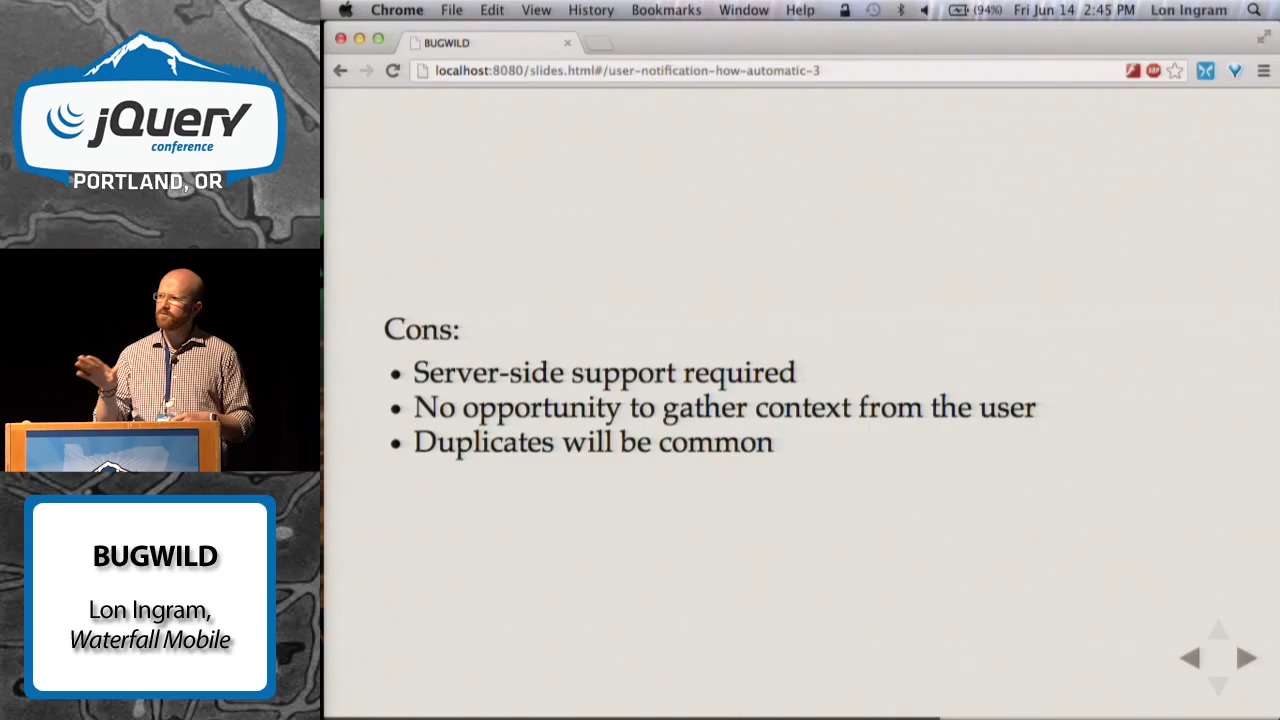 jQuery
conference
PORTLAND, OR
BUGWILD
Lon Ingram,
Waterfall Mobile
Chrome File Edit View History Bookmarks Window Help (94%) Fri Jun 14 2:45 PM Lon Ingram
BUGWILD
localhost:8080/slides.html#/user-notification-how-automatic-3
ABP
Cons:
• Server-side support required
• No opportunity to gather context from the user
• Duplicates will be common